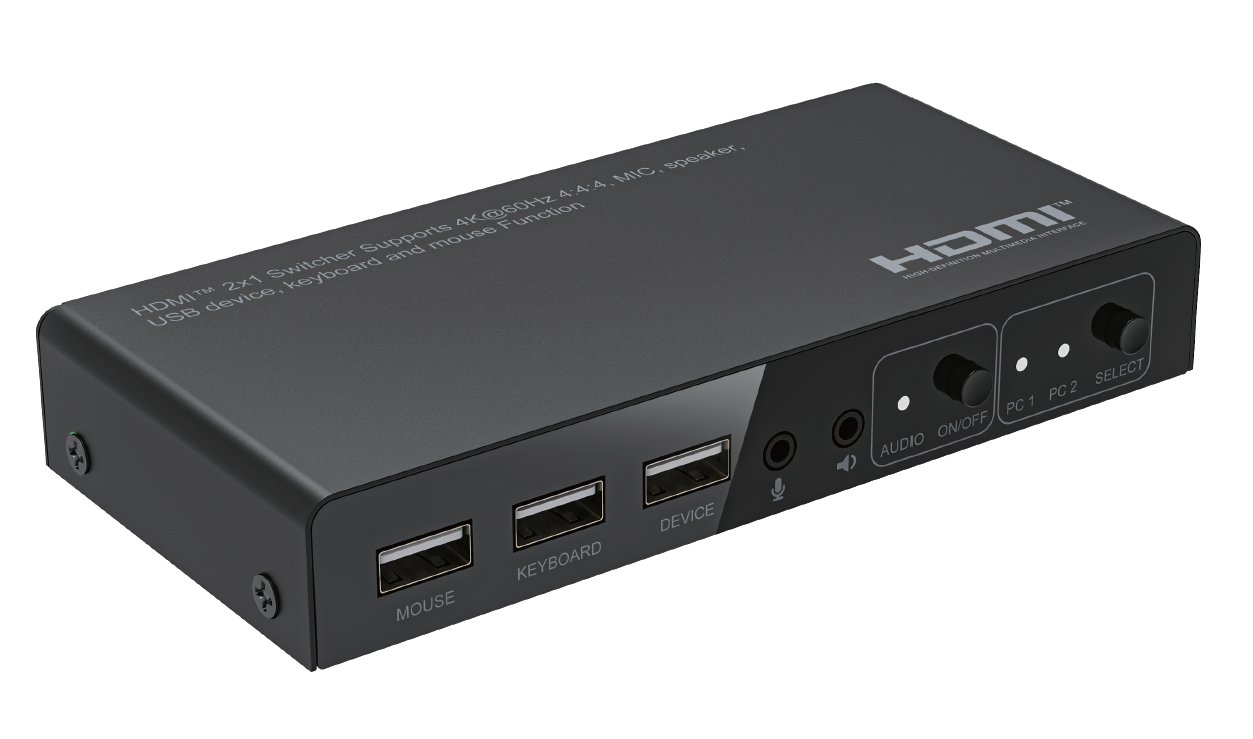 HDMI™ 2x1 Switcher Supports 4K@60Hz 4:4:4, MIC, speaker,
USB device, keyboard and mouse Function
HDMI™
HIGH-DEFINITION MULTIMEDIA INTERFACE
MOUSE
KEYBOARD
DEVICE
AUDIO
ON/OFF
PC 1
PC 2
SELECT